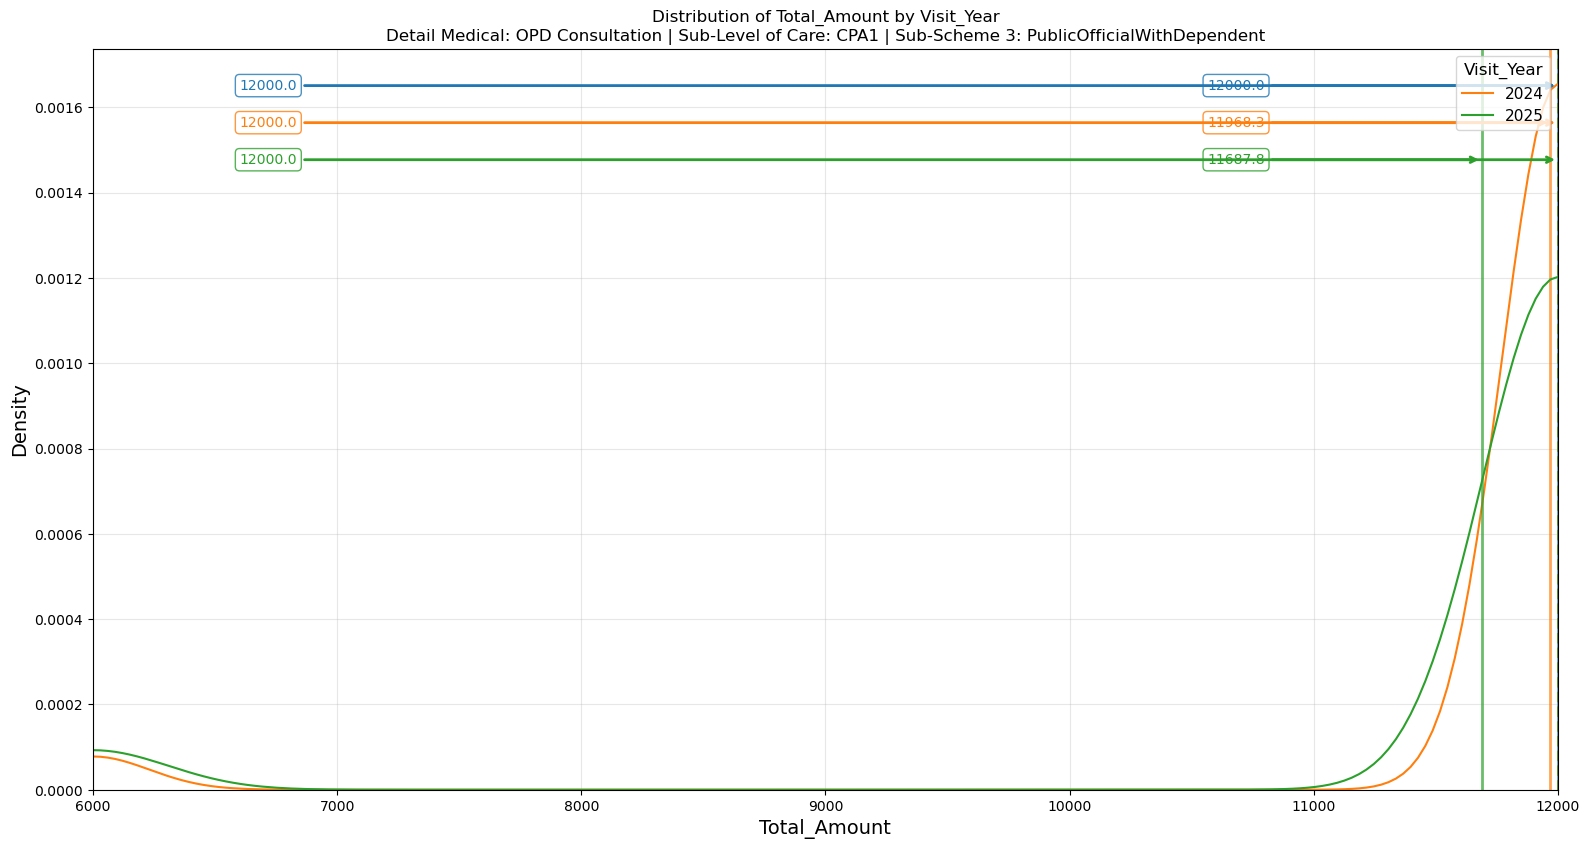 Distribution of Total_Amount by Visit_Year
Detail Medical: OPD Consultation | Sub-Level of Care: CPA1 | Sub-Scheme 3: PublicOfficialWithDependent
Visit_Year
2024
2025
12000.0 12000.0
12000.0 11968.3
12000.0 11687.8
Density
0.0016
0.0014
0.0012
0.0010
0.0008
0.0006
0.0004
0.0002
0.0000
6000 7000 8000 9000 10000 11000 12000
Total_Amount